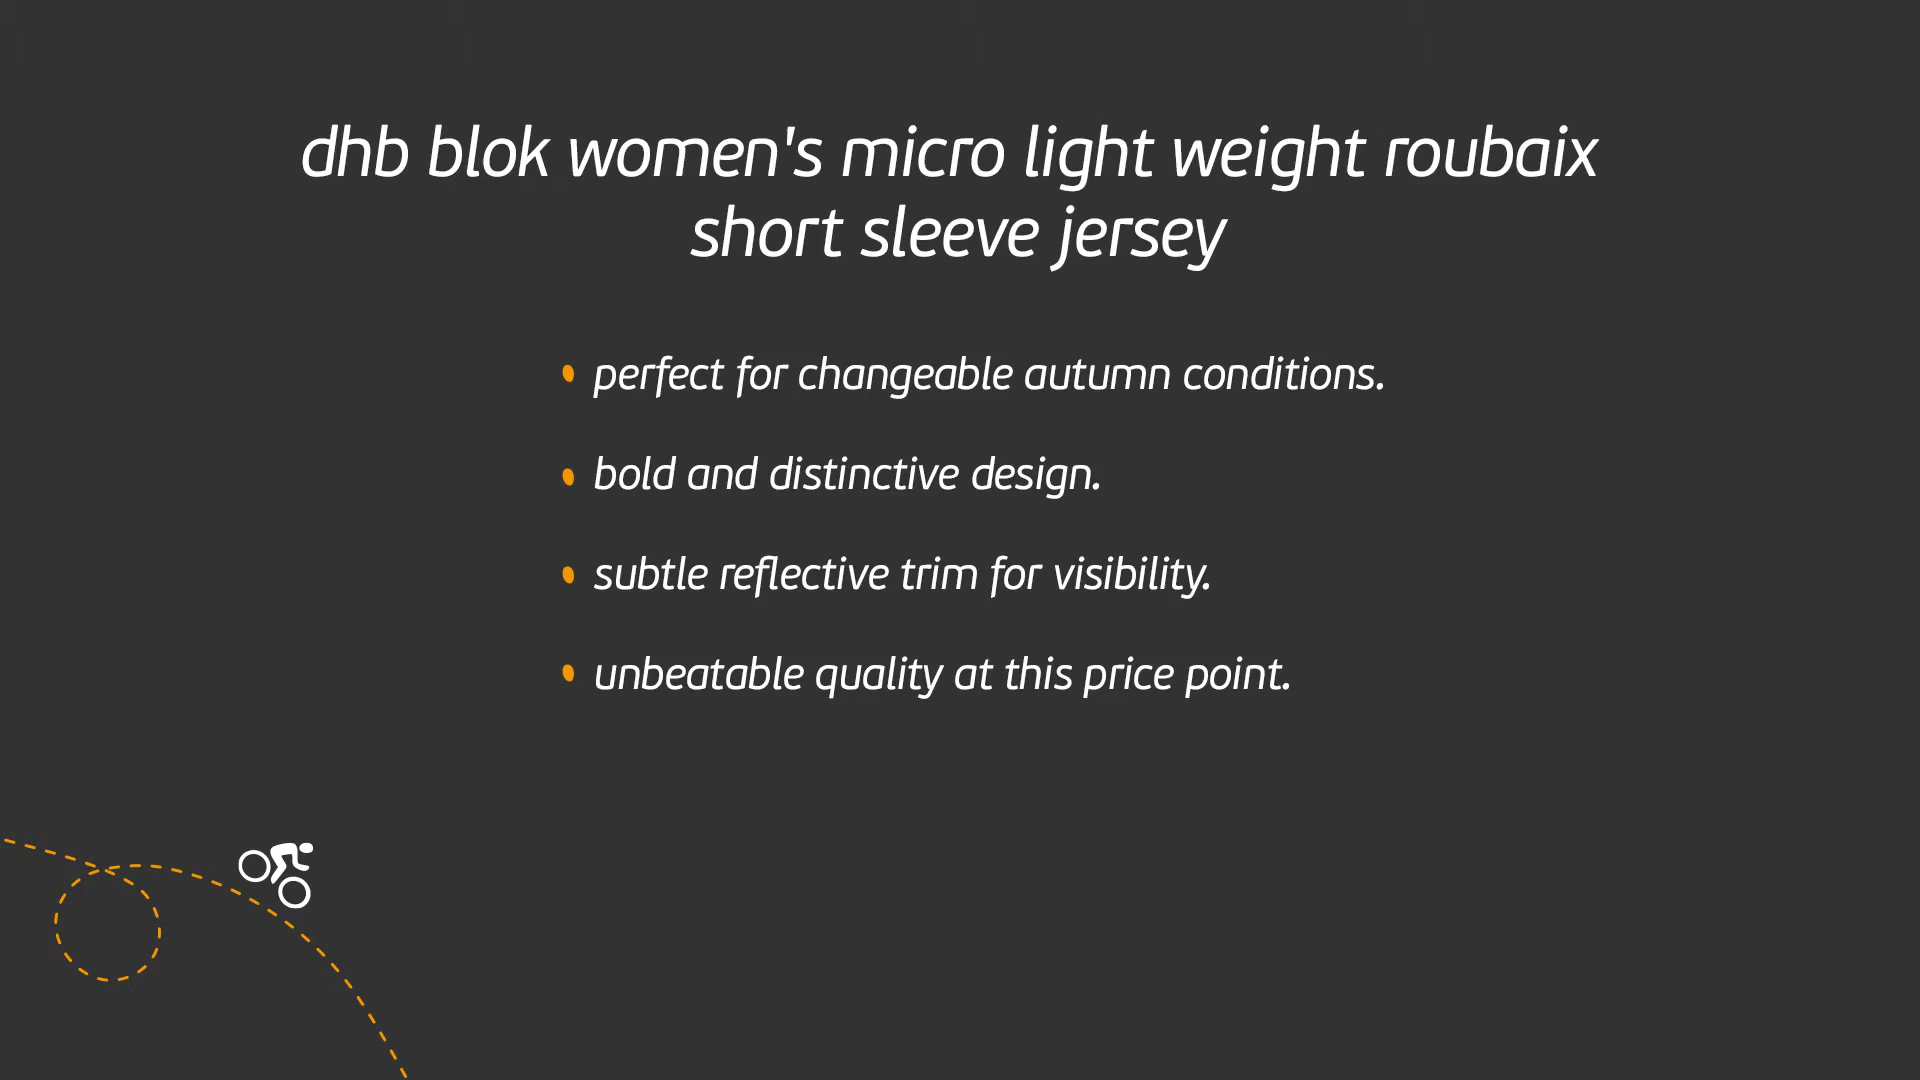 dhb blok women's micro light weight roubaix
short sleeve jersey
perfect for changeable autumn conditions.
bold and distinctive design.
subtle reflective trim for visibility.
unbeatable quality at this price point.